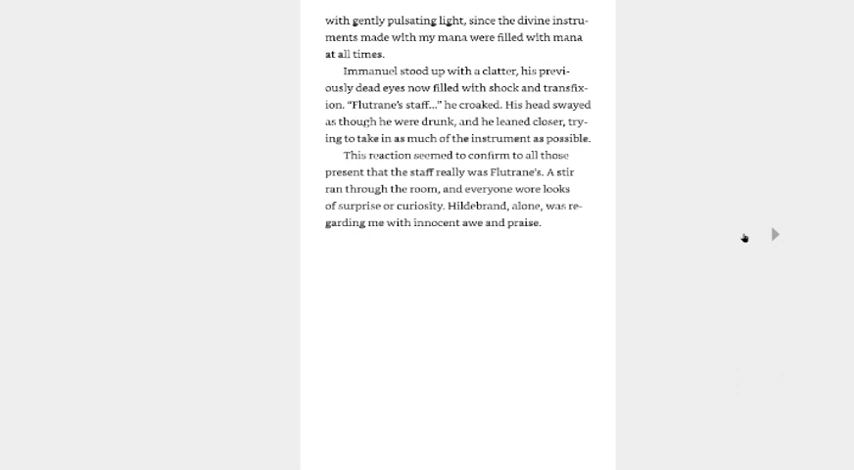 with gently pulsating light, since the divine instru-
ments made with my mana were filled with mana
at all times.
Immanuel stood up with a clatter, his previ-
ously dead eyes now filled with shock and transfix-
ion. “Flutrane’s staff...” he croaked. His head swayed
as though he were drunk, and he leaned closer, try-
ing to take in as much of the instrument as possible.
This reaction seemed to confirm to all those
present that the staff really was Flutrane’s. A stir
ran through the room, and everyone wore looks
of surprise or curiosity. Hildebrand, alone, was re-
garding me with innocent awe and praise.